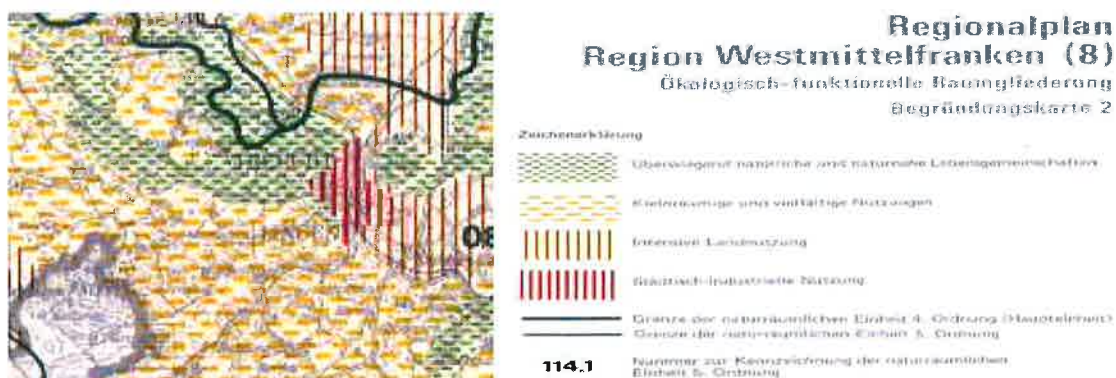 Regionalplan
Region Westmittelfranken (8)
Ökologisch-funktionelle Raumgliederung
Begründungskarte 2
Zeichenerklärung
Überwiegend natürliche und naturnahe Lebensgemeinschaften
Kleinräumige und vielfältige Nutzungen
Intensive Landnutzung
Städtisch-industrielle Nutzung
Grenze der naturräumlichen Einheit 4. Ordnung (Haupteinheit)
Grenze der naturräumlichen Einheit 5. Ordnung
114.1
Nummer zur Kennzeichnung der naturräumlichen
Einheit 5. Ordnung